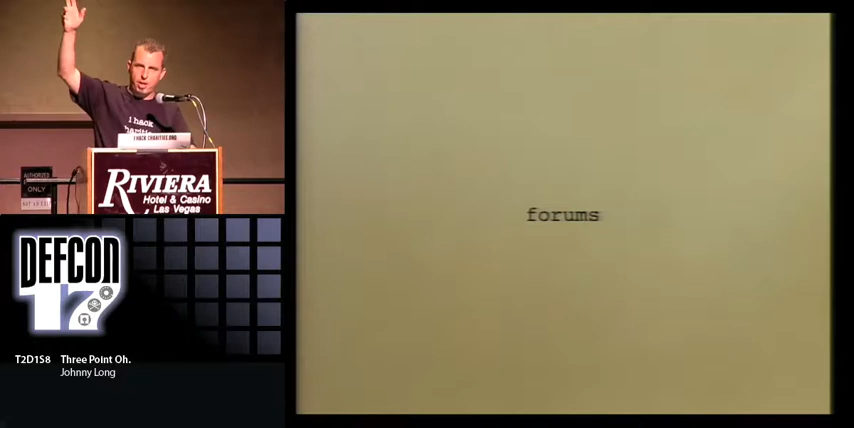 i hack
charities
I HACK CHARITIES.ORG
AUTHORIZED
ONLY
RIVIERA
Hotel & Casino
Las Vegas
DEFCON
17
T2D1S8 Three Point Oh.
Johnny Long
forums